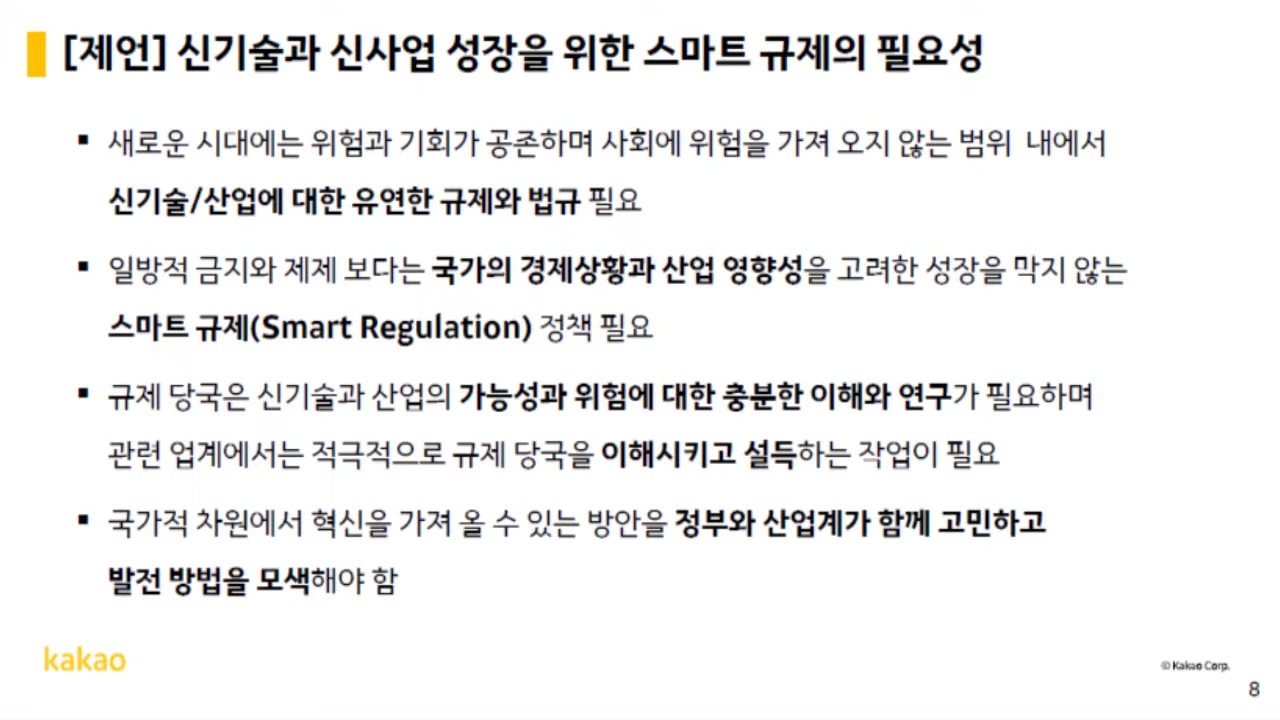 [제언] 신기술과 신사업 성장을 위한 스마트 규제의 필요성
▪ 새로운 시대에는 위험과 기회가 공존하며 사회에 위험을 가져 오지 않는 범위 내에서
신기술/산업에 대한 유연한 규제와 법규 필요
▪ 일방적 금지와 제제 보다는 국가의 경제상황과 산업 영향성을 고려한 성장을 막지 않는
스마트 규제(Smart Regulation) 정책 필요
▪ 규제 당국은 신기술과 산업의 가능성과 위험에 대한 충분한 이해와 연구가 필요하며
관련 업계에서는 적극적으로 규제 당국을 이해시키고 설득하는 작업이 필요
▪ 국가적 차원에서 혁신을 가져 올 수 있는 방안을 정부와 산업계가 함께 고민하고
발전 방법을 모색해야 함
kakao
© Kakao Corp.
8